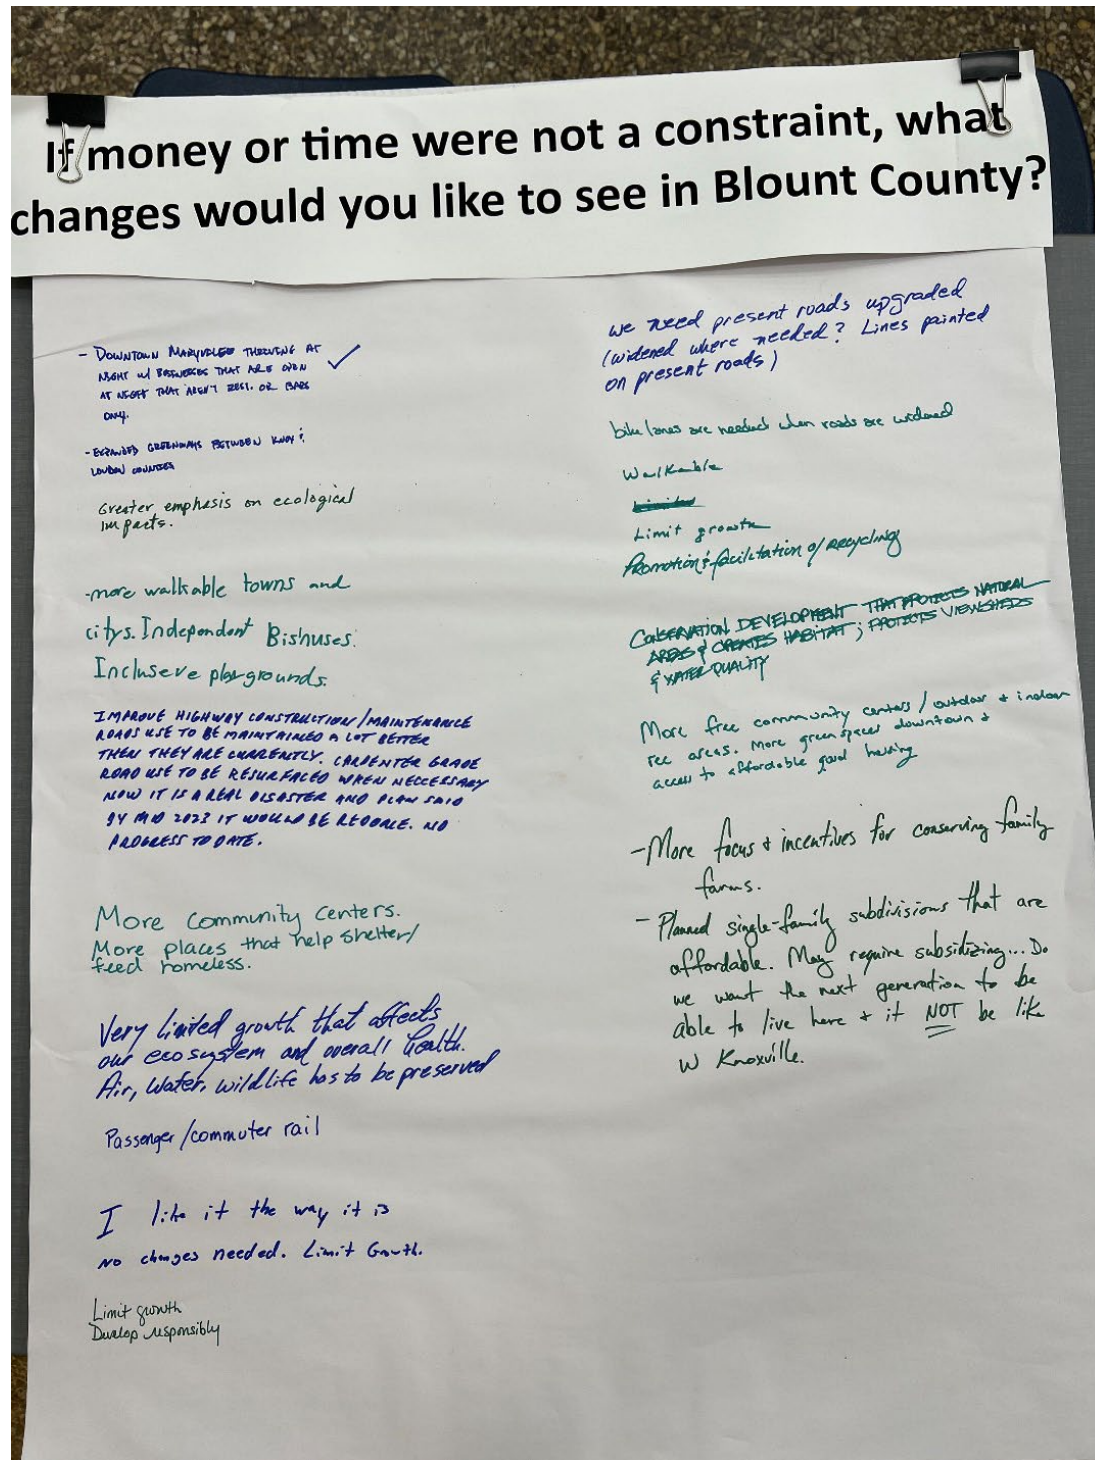 If money or time were not a constraint, what
changes would you like to see in Blount County?
- DOWNTOWN MARYVILLE THRIVING AT
NIGHT w/ BUSINESSES THAT ARE OPEN
AT NIGHT THAT AREN'T REST. OR BARS
ONLY.
- EXPANDED GREENWAYS BETWEEN KNOX &
LOUDON COUNTIES
Greater emphasis on ecological
impacts.
-more walkable towns and
citys. Independent Bishuses.
Incluseve playgrounds.
IMPROVE HIGHWAY CONSTRUCTION/MAINTENANCE
ROADS USE TO BE MAINTAINED A LOT BETTER
THEN THEY ARE CURRENTLY. CARPENTER GRADE
ROAD USE TO BE RESURFACED WHEN NECCESSARY
NOW IT IS A REAL DISASTER AND PLAN SAID
BY MID 2023 IT WOULD BE REDONE. NO
PROGRESS TO DATE.
More Community Centers.
More places that help shelter/
feed homeless.
Very limited growth that affects
our ecosystem and overall health.
Air, Water, wildlife has to be preserved
Passenger/commuter rail
I like it the way it is
no changes needed. Limit Growth.
Limit growth
Develop responsibly
we need present roads upgraded
(widened where needed? Lines painted
on present roads)
bike lanes are needed when roads are widened
Walkable
Limit growth
Promotion & facilitation of recycling
CONSERVATION DEVELOPMENT THAT PROTECTS NATURAL
AREAS & CREATES HABITAT; PROTECTS VIEWSHEDS
& WATER QUALITY
More free community centers / outdoor + indoor
rec areas. More green spaces downtown +
access to affordable good housing
- More focus + incentives for conserving family
farms.
- Planned single-family subdivisions that are
affordable. May require subsidizing... Do
we want the next generation to be
able to live here + it NOT be like
W Knoxville.